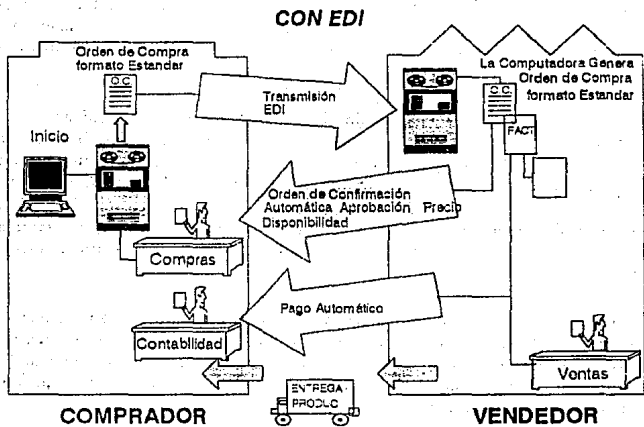 CON EDI
Orden de Compra
formato Estandar
O.C.
Inicio
Compras
Contabilidad
COMPRADOR
Transmisión
EDI
Orden de Confirmación
Automática Aprobación Precio
Disponibilidad
Pago Automático
ENTREGA
PRODUC
La Computadora Genera
Orden de Compra
formato Estandar
O.C.
FACT
Ventas
VENDEDOR